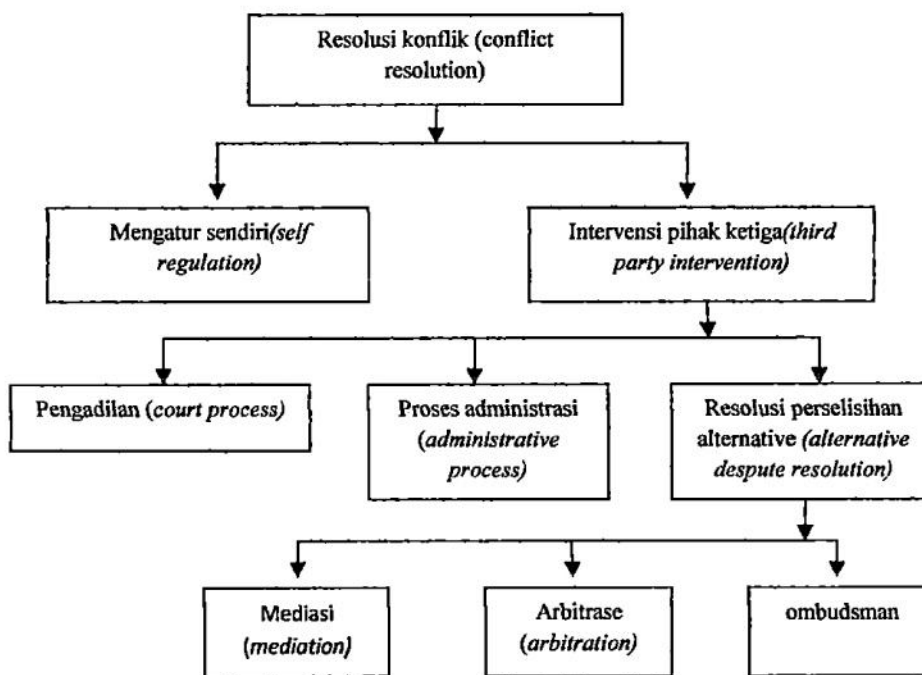 Resolusi konflik (conflict
resolution)
Mengatur sendiri(self
regulation)
Intervensi pihak ketiga(third
party intervention)
Pengadilan (court process)
Proses administrasi
(administrative
process)
Resolusi perselisihan
alternative (alternative
despute resolution)
Mediasi
(mediation)
Arbitrase
(arbitration)
ombudsman